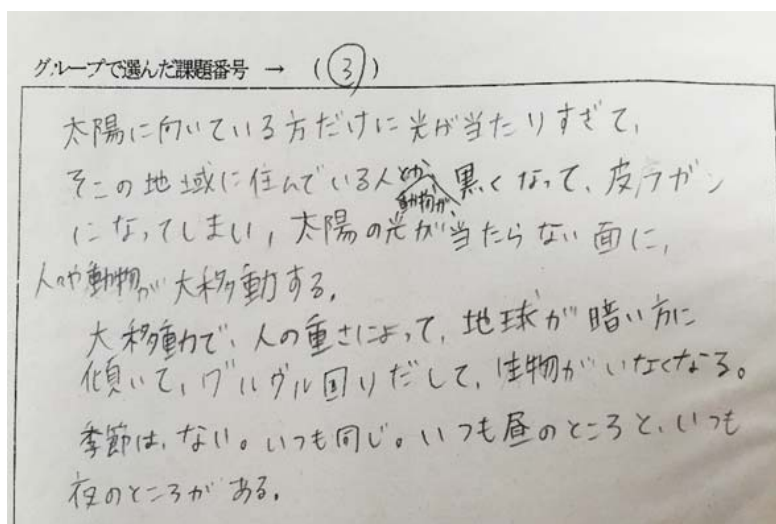 グループで選んだ課題番号 → (③)
太陽に向いている方だけに光が当たりすぎて、
そこの地域に住んでいる人とか動物が、黒くなって、皮フガン
になってしまい、太陽の光が当たらない面に、
人々や動物が大移動する。
大移動で、人の重さによって、地球が暗い方に
傾いて、グルグル回りだして、生物がいなくなる。
季節は、ない。いつも同じ。いつも昼のところと、いつも
夜のところがある。